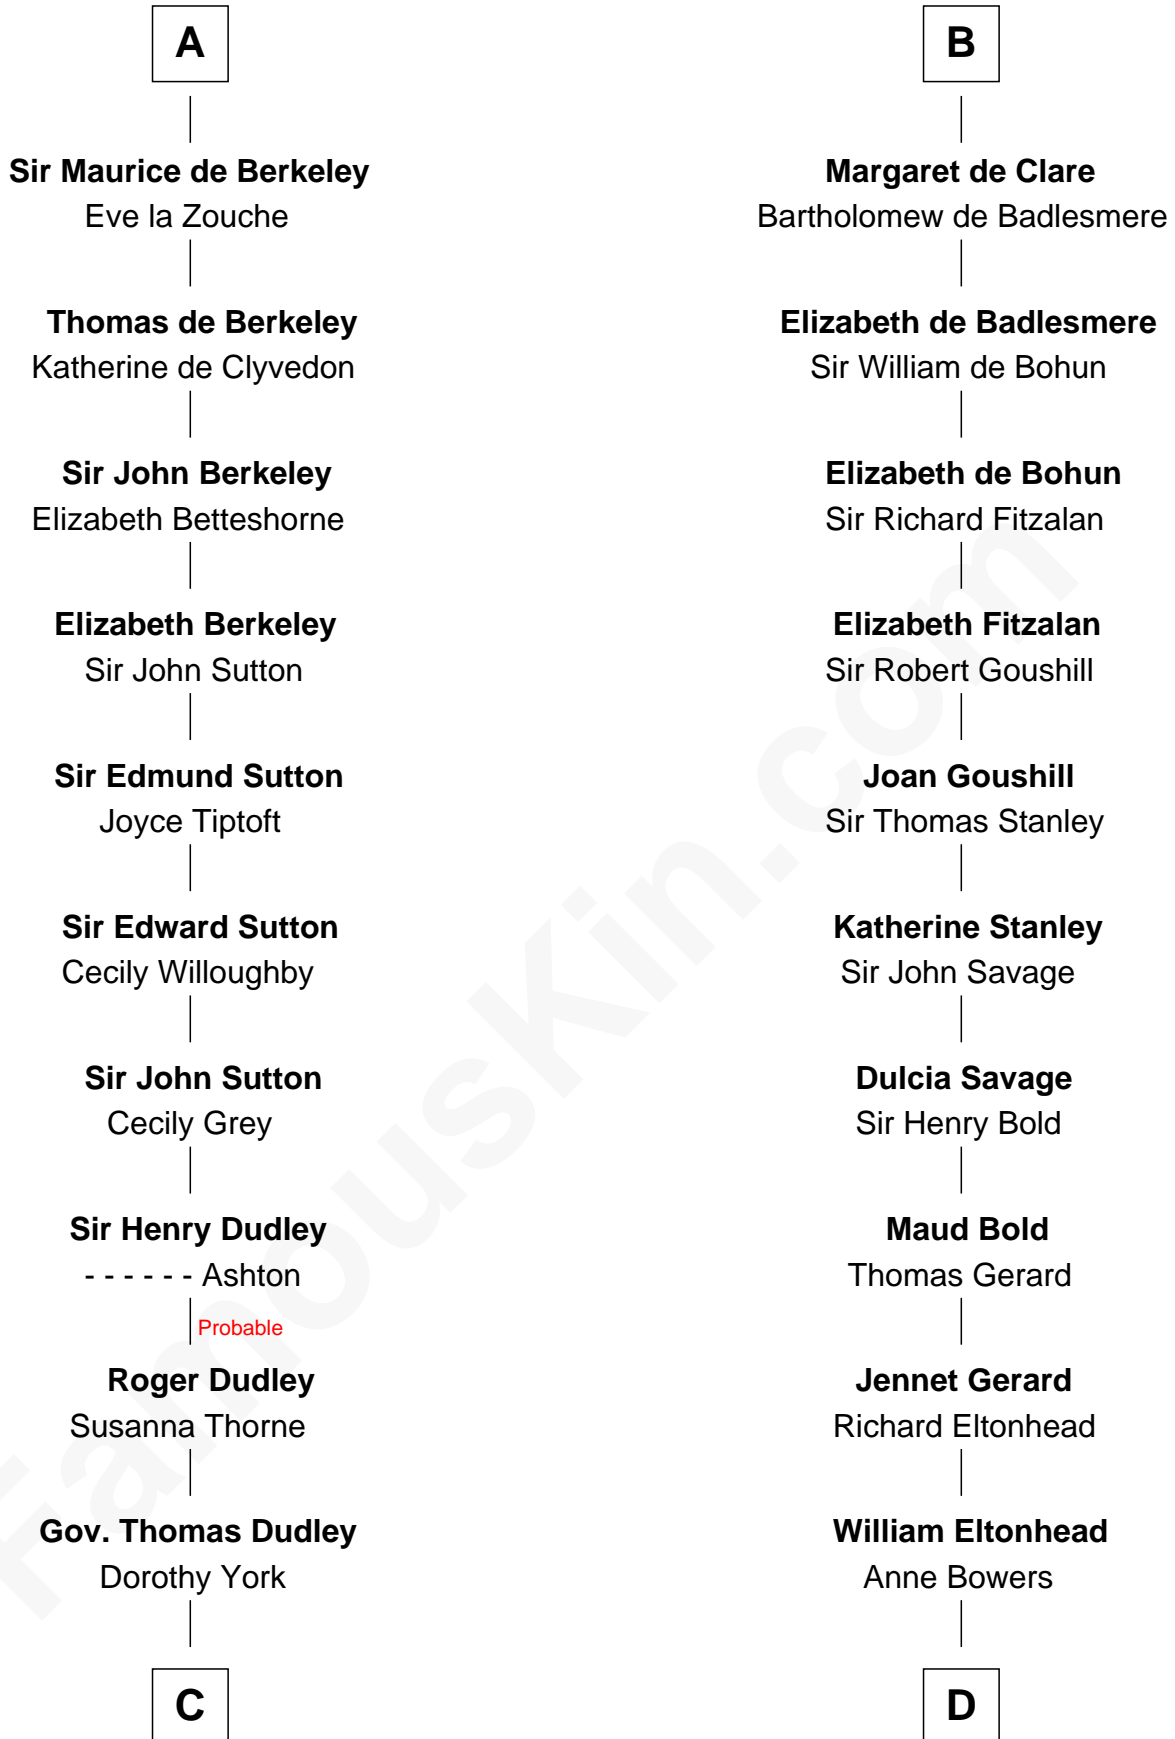 A
Sir Maurice de Berkeley
Eve la Zouche
Thomas de Berkeley
Katherine de Clyvedon
Sir John Berkeley
Elizabeth Betteshorne
Elizabeth Berkeley
Sir John Sutton
Sir Edmund Sutton
Joyce Tiptoft
Sir Edward Sutton
Cecily Willoughby
Sir John Sutton
Cecily Grey
Sir Henry Dudley
- - - - - - Ashton
Probable
Roger Dudley
Susanna Thorne
Gov. Thomas Dudley
Dorothy York
C
B
Margaret de Clare
Bartholomew de Badlesmere
Elizabeth de Badlesmere
Sir William de Bohun
Elizabeth de Bohun
Sir Richard Fitzalan
Elizabeth Fitzalan
Sir Robert Goushill
Joan Goushill
Sir Thomas Stanley
Katherine Stanley
Sir John Savage
Dulcia Savage
Sir Henry Bold
Maud Bold
Thomas Gerard
Jennet Gerard
Richard Eltonhead
William Eltonhead
Anne Bowers
D
FamousKin.com